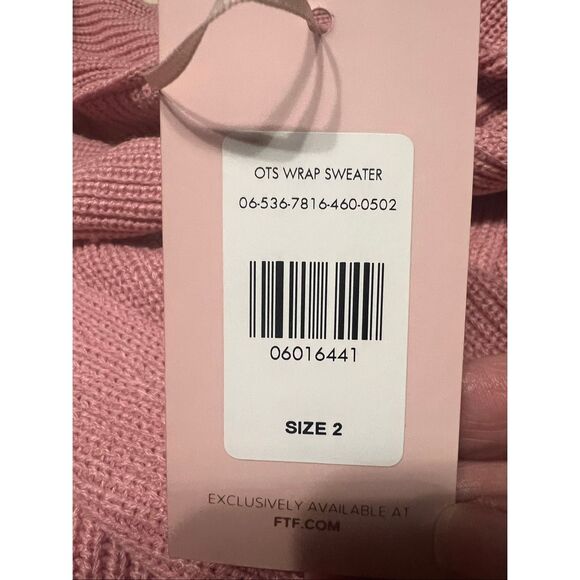 OTS WRAP SWEATER
06-536-7816-460-0502
06016441
SIZE 2
EXCLUSIVELY AVAILABLE AT
FTF.COM